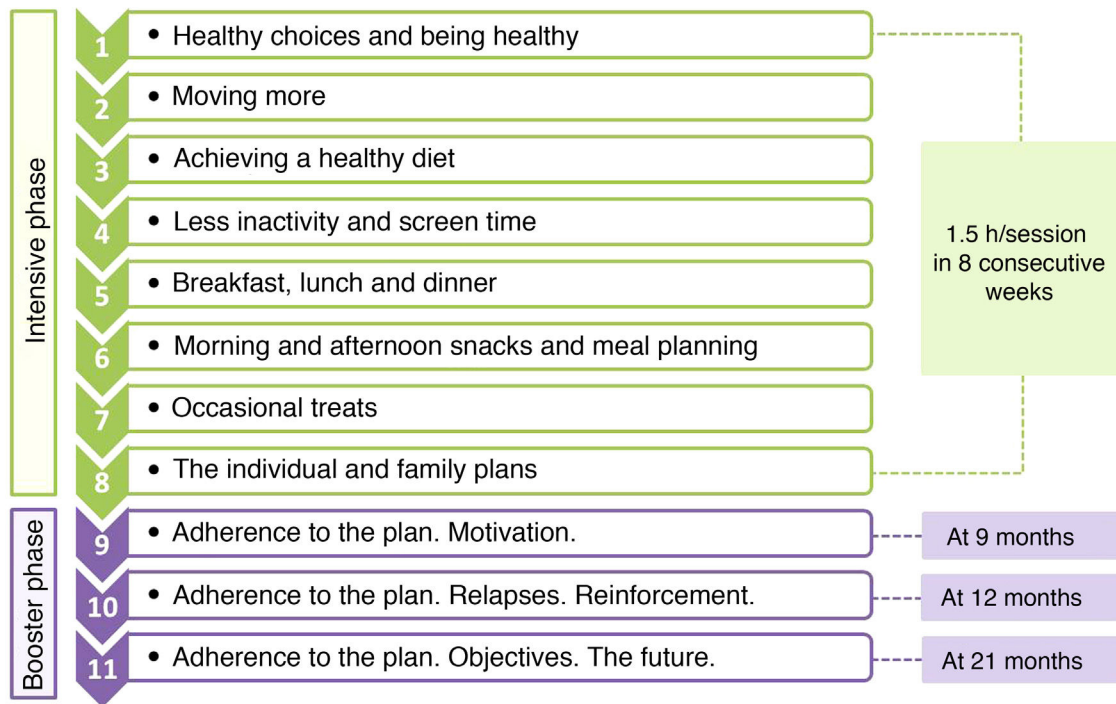 Intensive phase
1
• Healthy choices and being healthy
2
• Moving more
3
• Achieving a healthy diet
4
• Less inactivity and screen time
5
• Breakfast, lunch and dinner
6
• Morning and afternoon snacks and meal planning
7
• Occasional treats
8
• The individual and family plans
1.5 h/session
in 8 consecutive
weeks
Booster phase
9
• Adherence to the plan. Motivation.
At 9 months
10
• Adherence to the plan. Relapses. Reinforcement.
At 12 months
11
• Adherence to the plan. Objectives. The future.
At 21 months